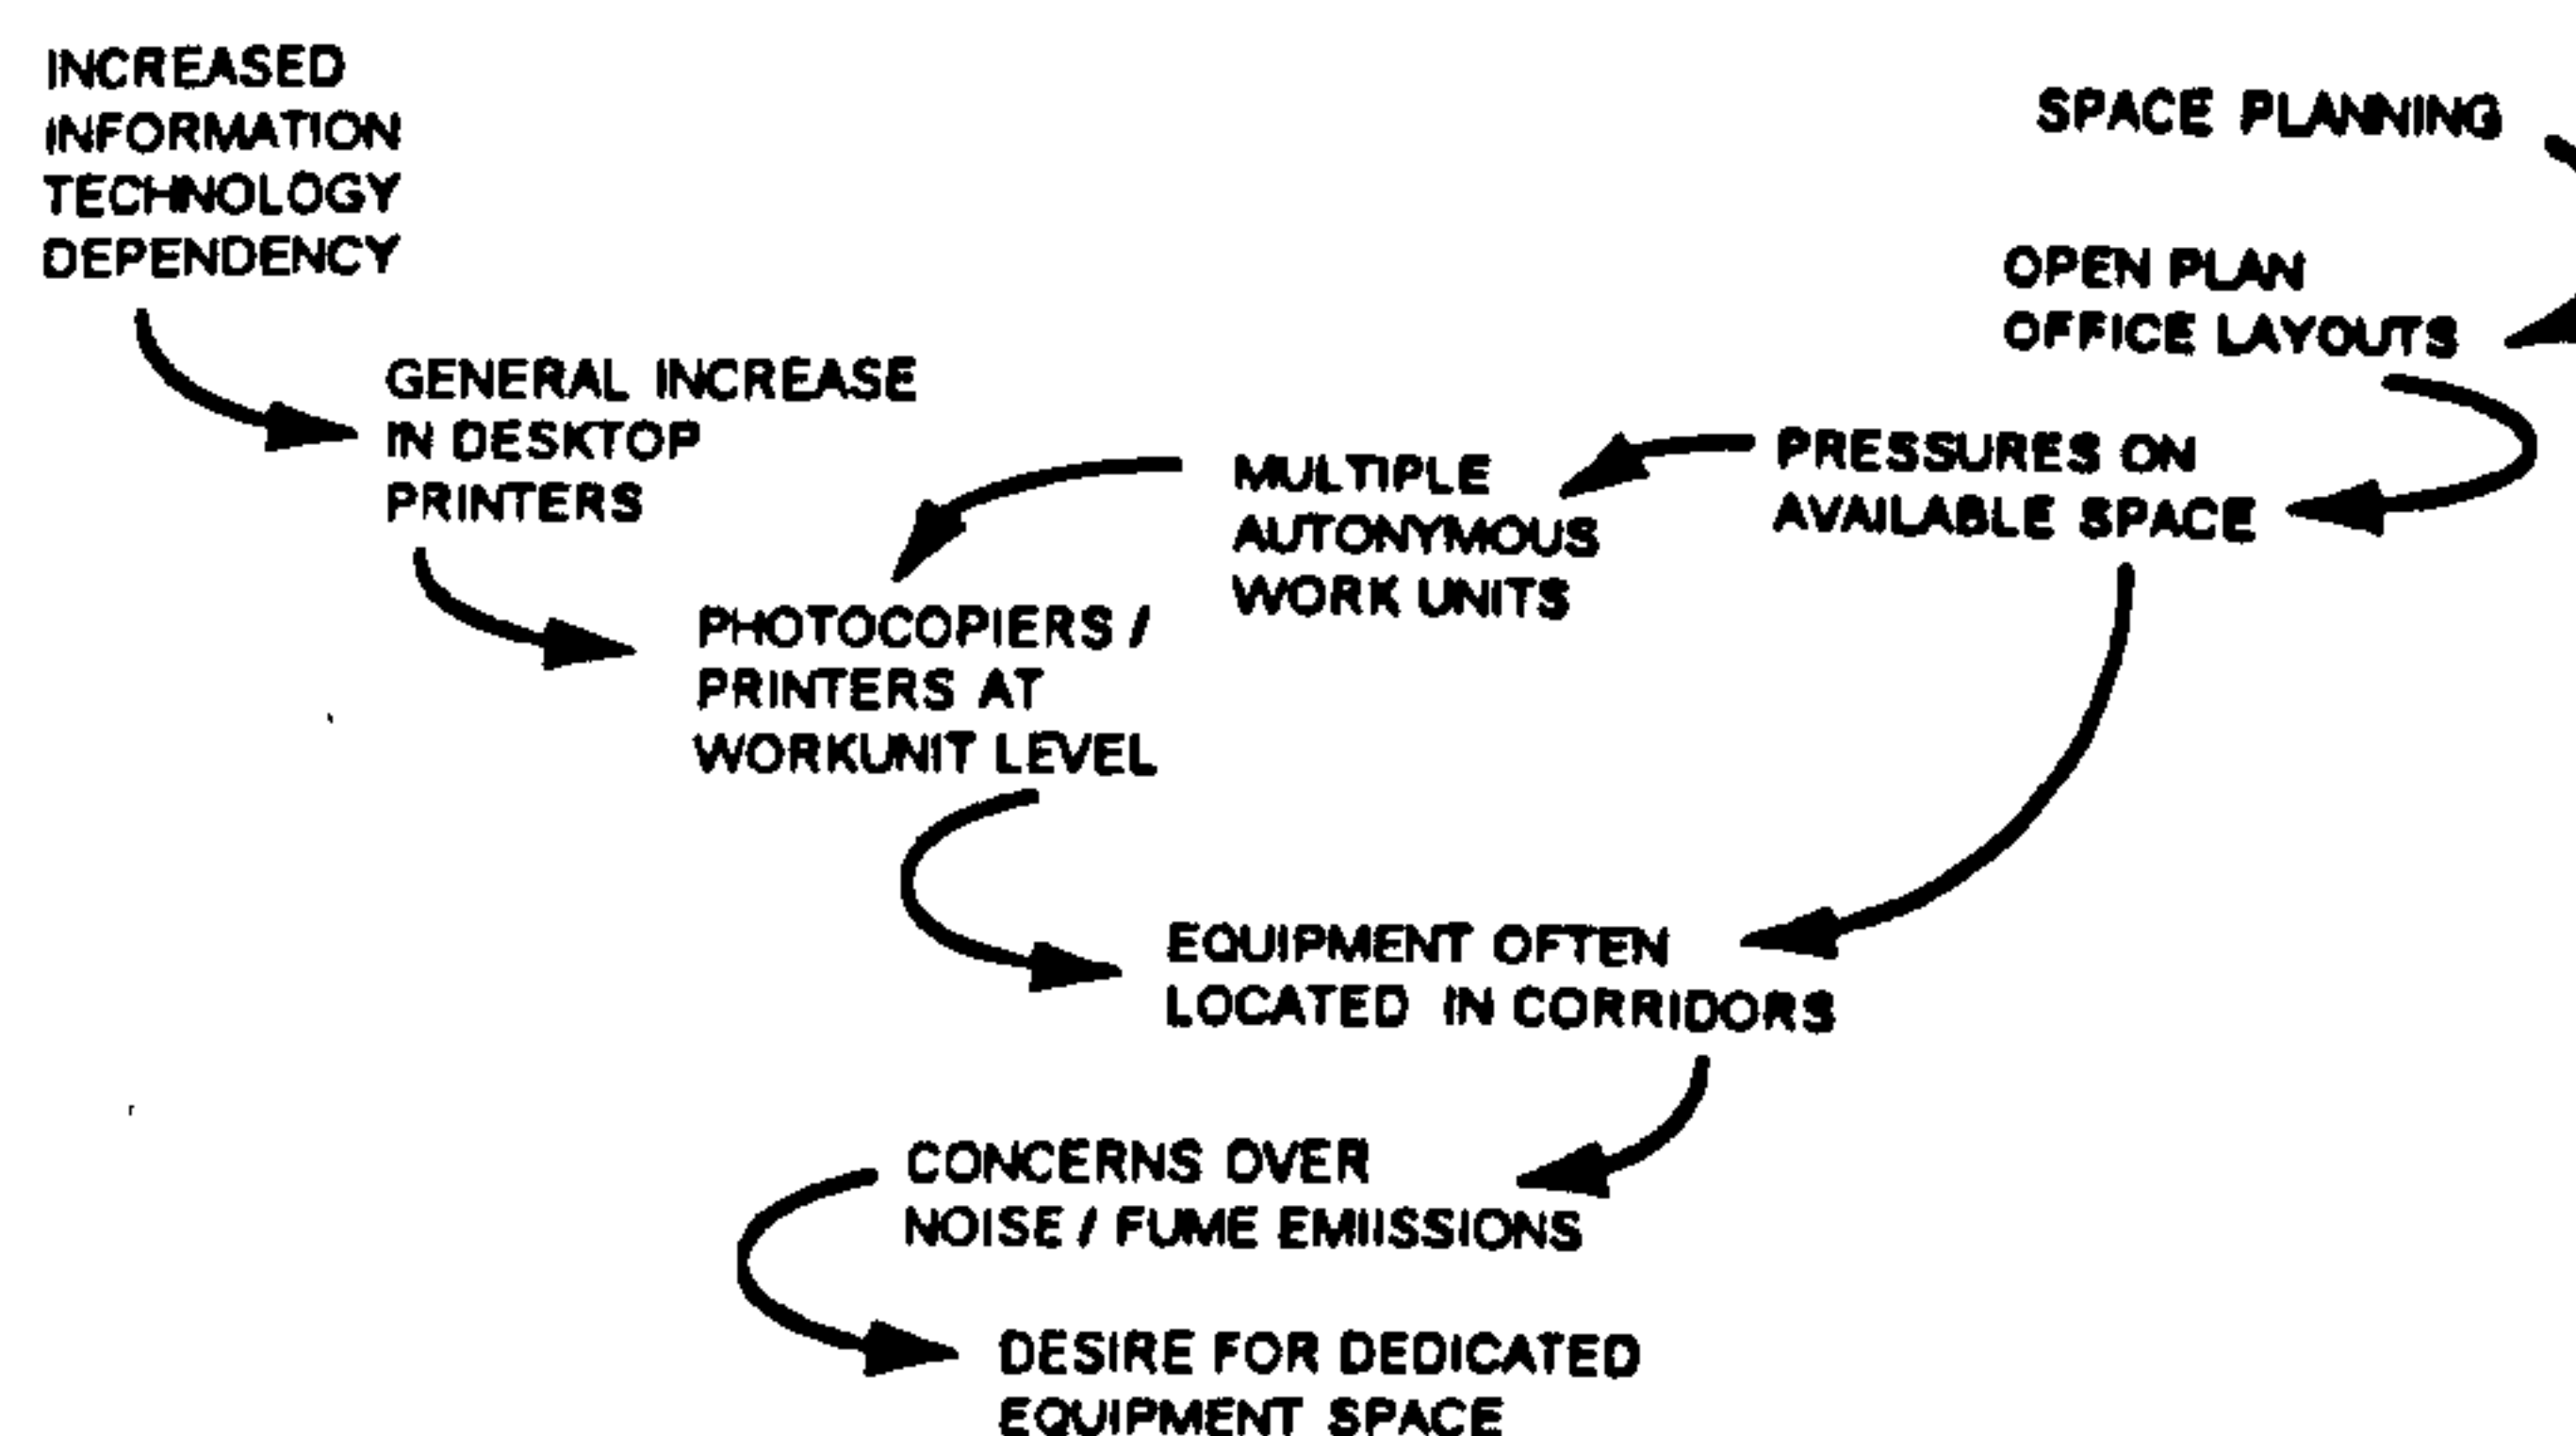 INCREASED
INFORMATION
TECHNOLOGY
DEPENDENCY
SPACE PLANNING
OPEN PLAN
OFFICE LAYOUTS
GENERAL INCREASE
IN DESKTOP
PRINTERS
MULTIPLE
AUTONYMOUS
WORK UNITS
PRESSURES ON
AVAILABLE SPACE
PHOTOCOPIERS /
PRINTERS AT
WORKUNIT LEVEL
EQUIPMENT OFTEN
LOCATED IN CORRIDORS
CONCERNS OVER
NOISE / FUME EMIISSIONS
DESIRE FOR DEDICATED
EQUIPMENT SPACE